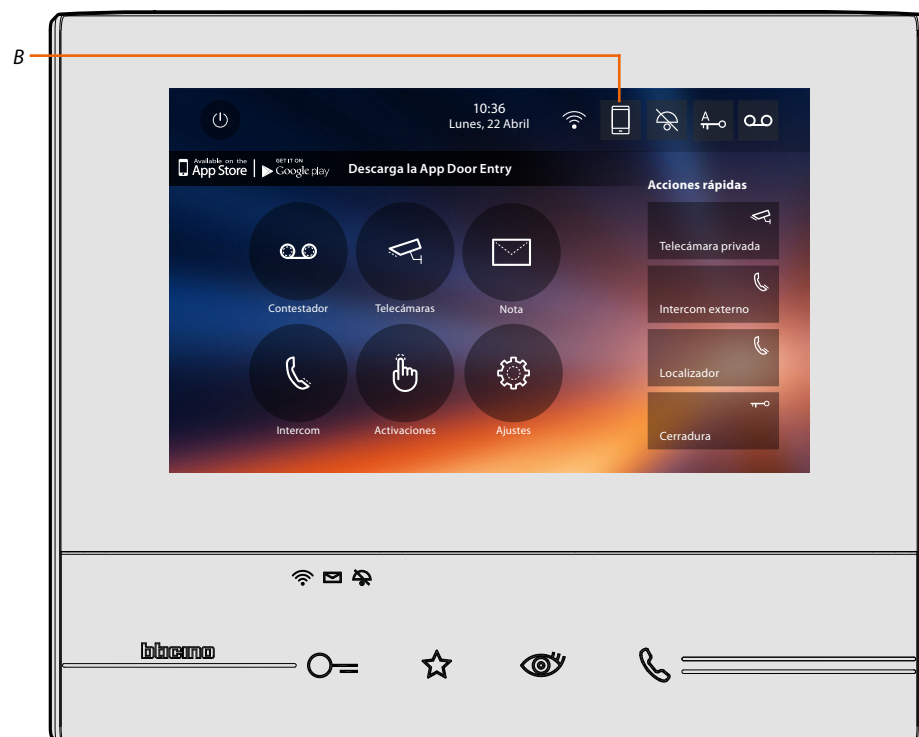 B
10:36
Lunes, 22 Abril
A
Available on the
App Store
GET IT ON
Google play
Descarga la App Door Entry
Acciones rápidas
Telecámara privada
Contestador
Telecámaras
Nota
Intercom externo
Localizador
Intercom
Activaciones
Ajustes
Cerradura
bticino